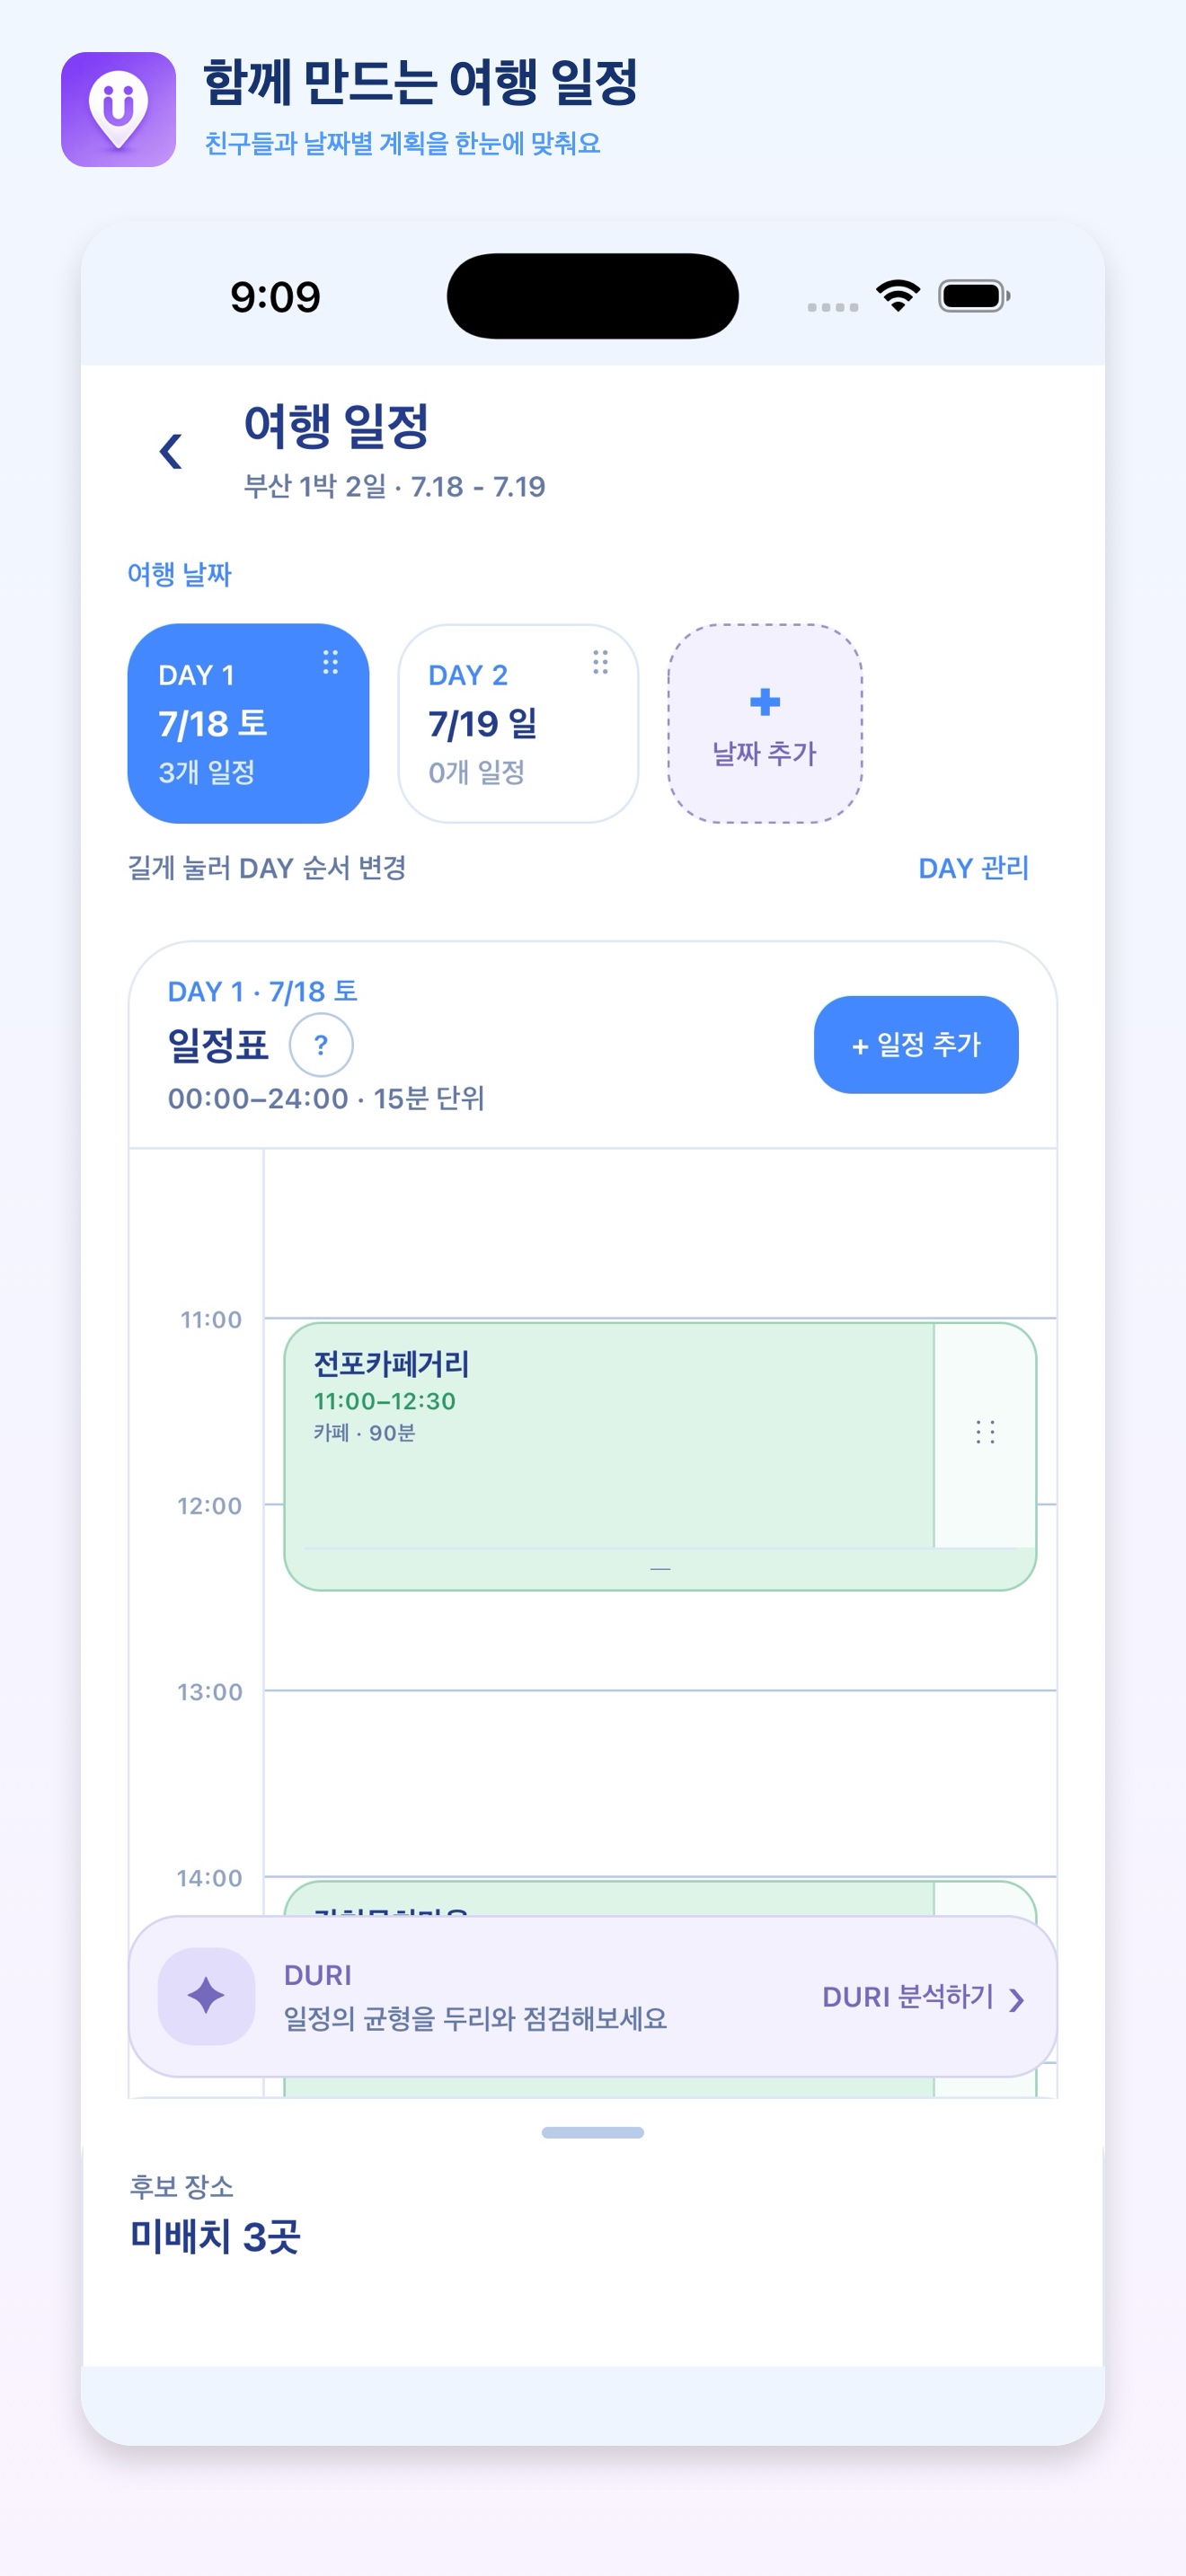 함께 만드는 여행 일정
친구들과 날짜별 계획을 한눈에 맞춰요
9:09
여행 일정
부산 1박 2일 · 7.18 - 7.19
여행 날짜
DAY 1
7/18 토
3개 일정
DAY 2
7/19 일
0개 일정
날짜 추가
길게 눌러 DAY 순서 변경
DAY 관리
DAY 1 · 7/18 토
일정표 ?
00:00–24:00 · 15분 단위
+ 일정 추가
11:00
전포카페거리
11:00–12:30
카페 · 90분
12:00
13:00
14:00
DURI
일정의 균형을 두리와 점검해보세요
DURI 분석하기
후보 장소
미배치 3곳